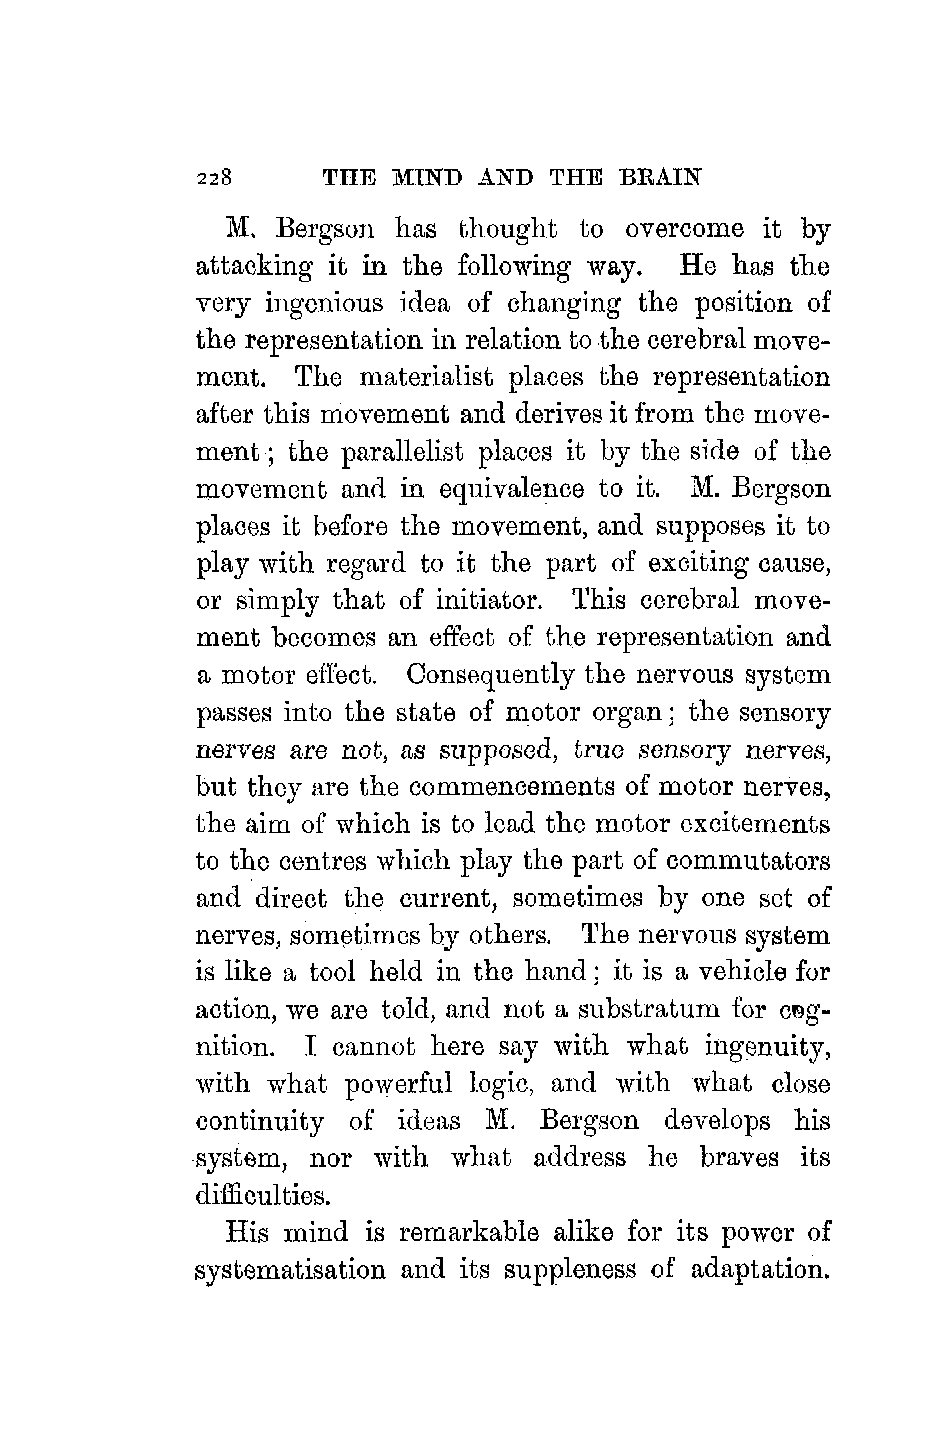 228 THE MIND AND THE BRAIN
M. Bergson has thought to overcome it by
attacking it in the following way. He has the
very ingenious idea of changing the position of
the representation in relation to the cerebral move-
ment. The materialist places the representation
after this movement and derives it from the move-
ment; the parallelist places it by the side of the
movement and in equivalence to it. M. Bergson
places it before the movement, and supposes it to
play with regard to it the part of exciting cause,
or simply that of initiator. This cerebral move-
ment becomes an effect of the representation and
a motor effect. Consequently the nervous system
passes into the state of motor organ; the sensory
nerves are not, as supposed, true sensory nerves,
but they are the commencements of motor nerves,
the aim of which is to lead the motor excitements
to the centres which play the part of commutators
and direct the current, sometimes by one set of
nerves, sometimes by others. The nervous system
is like a tool held in the hand; it is a vehicle for
action, we are told, and not a substratum for cog-
nition. I cannot here say with what ingenuity,
with what powerful logic, and with what close
continuity of ideas M. Bergson develops his
system, nor with what address he braves its
difficulties.
His mind is remarkable alike for its power of
systematisation and its suppleness of adaptation.